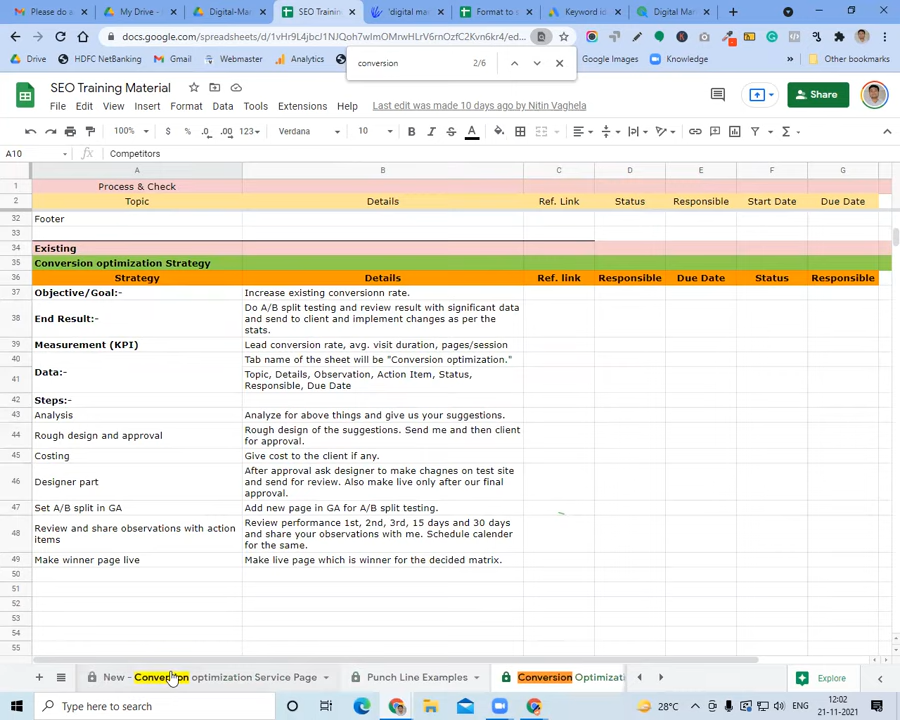 Please do a
My Drive -
Digital-Mar
SEO Trainin
'digital mar
Format to
Keyword id
Digital Mar
docs.google.com/spreadsheets/d/1vHr9L4jbcJ1NJQoh7wlMOMrwHLrV6rnOzfC2Kvn6kr4/ed...
conversion 2/6
Drive
HDFC NetBanking
Gmail
Webmaster
Analytics
Google Images
Knowledge
Other bookmarks
SEO Training Material
File Edit View Insert Format Data Tools Extensions Help Last edit was made 10 days ago by Nitin Vaghela
Share
100% $ % .0 .00 123 Verdana 10 B I S A
A10 fx Competitors
A B C D E F G
1 Process & Check
2 Topic Details Ref. Link Status Responsible Start Date Due Date
32 Footer
33
34 Existing
35 Conversion optimization Strategy
36 Strategy Details Ref. link Responsible Due Date Status Responsible
37 Objective/Goal:- Increase existing conversionn rate.
38 End Result:- Do A/B split testing and review result with significant data
and send to client and implement changes as per the
stats.
39 Measurement (KPI) Lead conversion rate, avg. visit duration, pages/session
40 Tab name of the sheet will be "Conversion optimization."
41 Data:- Topic, Details, Observation, Action Item, Status,
Responsible, Due Date
42 Steps:-
43 Analysis Analyze for above things and give us your suggestions.
44 Rough design and approval Rough design of the suggestions. Send me and then client
for approval.
45 Costing Give cost to the client if any.
46 Designer part After approval ask designer to make chagnes on test site
and send for review. Also make live only after our final
approval.
47 Set A/B split in GA Add new page in GA for A/B split testing.
48 Review and share observations with action
items Review performance 1st, 2nd, 3rd, 15 days and 30 days
and share your observations with me. Schedule calender
for the same.
49 Make winner page live Make live page which is winner for the decided matrix.
50
51
52
53
54
55
New - Conversion optimization Service Page
Punch Line Examples
Conversion Optimizati
Explore
Type here to search
28°C
ENG
12:02
21-11-2021